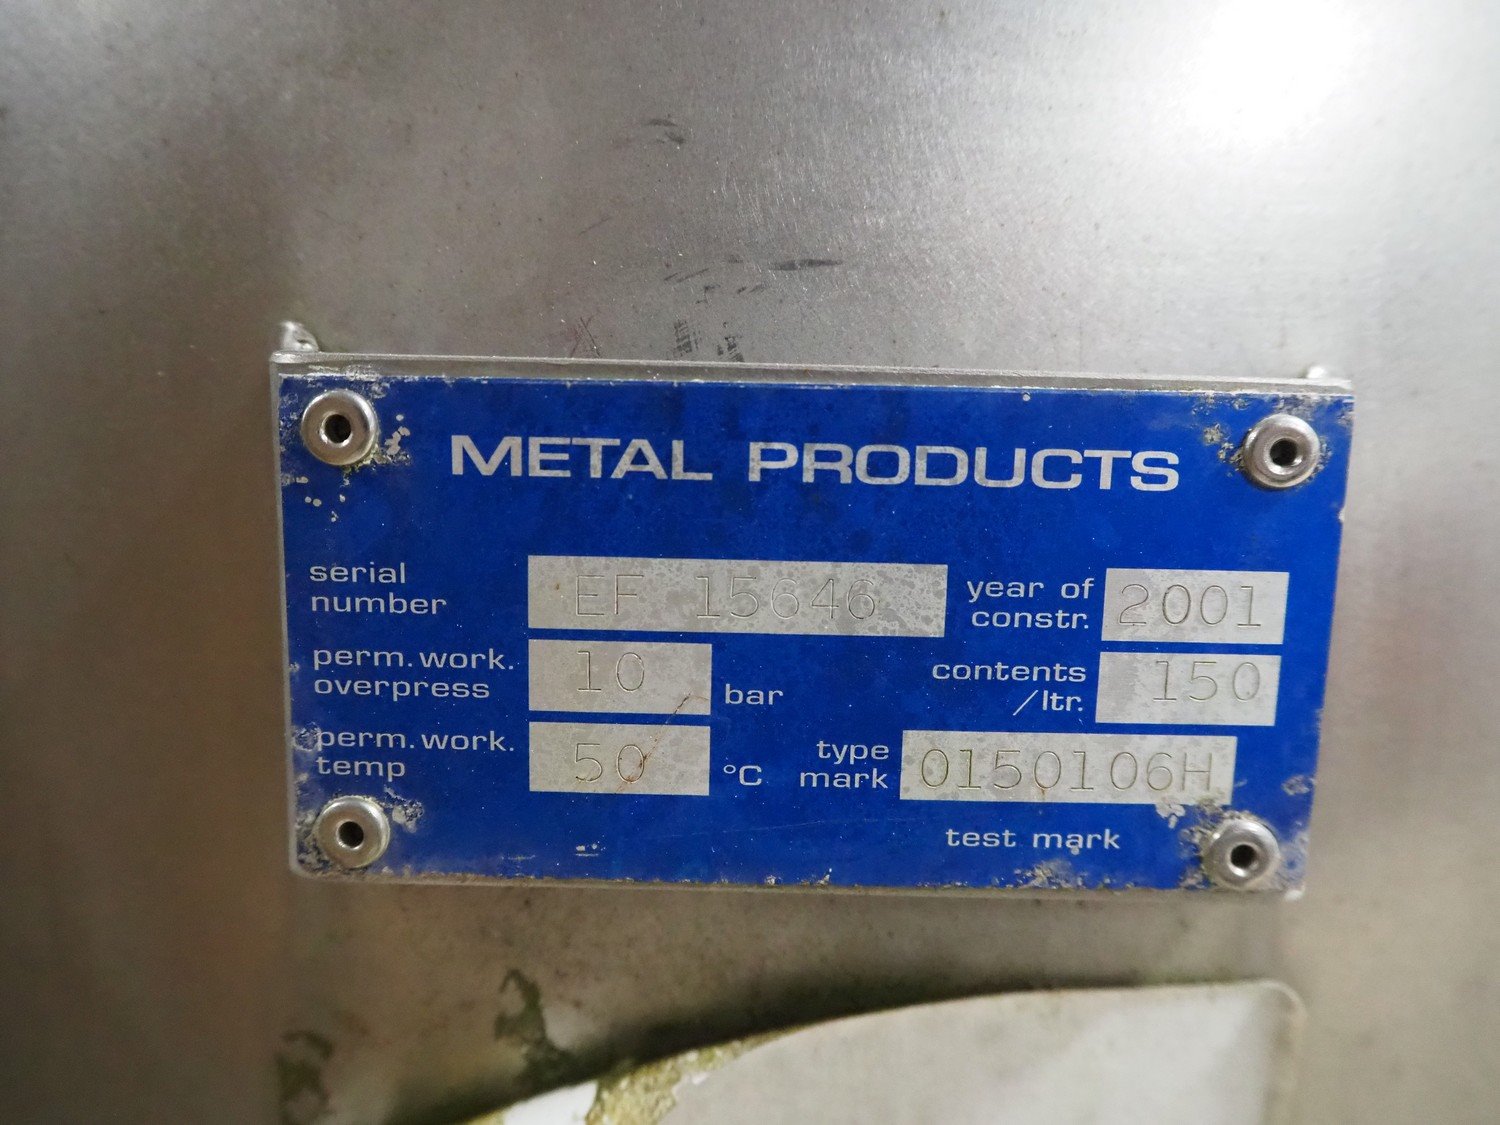 METAL PRODUCTS
serial number EF 15646 year of constr. 2001
perm. work. overpress 10 bar contents /ltr. 150
perm. work. temp 50 °C type mark 0150106H
test mark